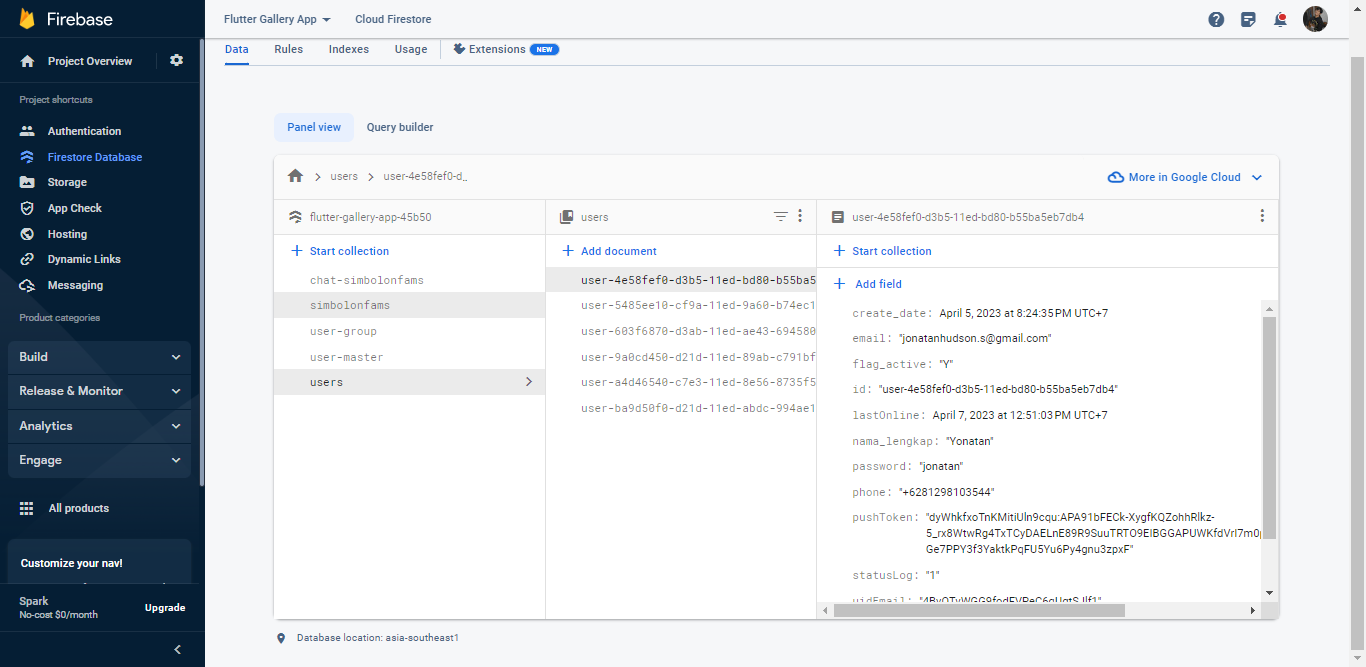 Firebase
Flutter Gallery App
Cloud Firestore
Project Overview
Data
Rules
Indexes
Usage
Extensions
NEW
Project shortcuts
Authentication
Firestore Database
Storage
App Check
Hosting
Dynamic Links
Messaging
Product categories
Build
Release & Monitor
Analytics
Engage
All products
Customize your nav!
Spark
No-cost $0/month
Upgrade
Panel view
Query builder
users
user-4e58fef0-d..
More in Google Cloud
flutter-gallery-app-45b50
Start collection
chat-simbolonfams
simbolonfams
user-group
user-master
users
users
Add document
user-4e58fef0-d3b5-11ed-bd80-b55ba5
user-5485ee10-cf9a-11ed-9a60-b74ec1
user-603f6870-d3ab-11ed-ae43-694580
user-9a0cd450-d21d-11ed-89ab-c791bf
user-a4d46540-c7e3-11ed-8e56-8735f5
user-ba9d50f0-d21d-11ed-abdc-994ae1
user-4e58fef0-d3b5-11ed-bd80-b55ba5eb7db4
Start collection
Add field
create_date: April 5, 2023 at 8:24:35 PM UTC+7
email: "jonatanhudson.s@gmail.com"
flag_active: "Y"
id: "user-4e58fef0-d3b5-11ed-bd80-b55ba5eb7db4"
lastOnline: April 7, 2023 at 12:51:03 PM UTC+7
nama_lengkap: "Yonatan"
password: "jonatan"
phone: "+6281298103544"
pushToken: "dyWhkfxoTnKMitiUln9cqu:APA91bFECk-XygfKQZohhRlkz-
5_rx8WtwRg4TxTCyDAELnE89R9SuuTRTO9EIBGGAPUWKfdVrI7m0
Ge7PPY3f3YaktkPqFU5Yu6Py4gnu3zpxF"
statusLog: "1"
uidEmail:
Database location: asia-southeast1